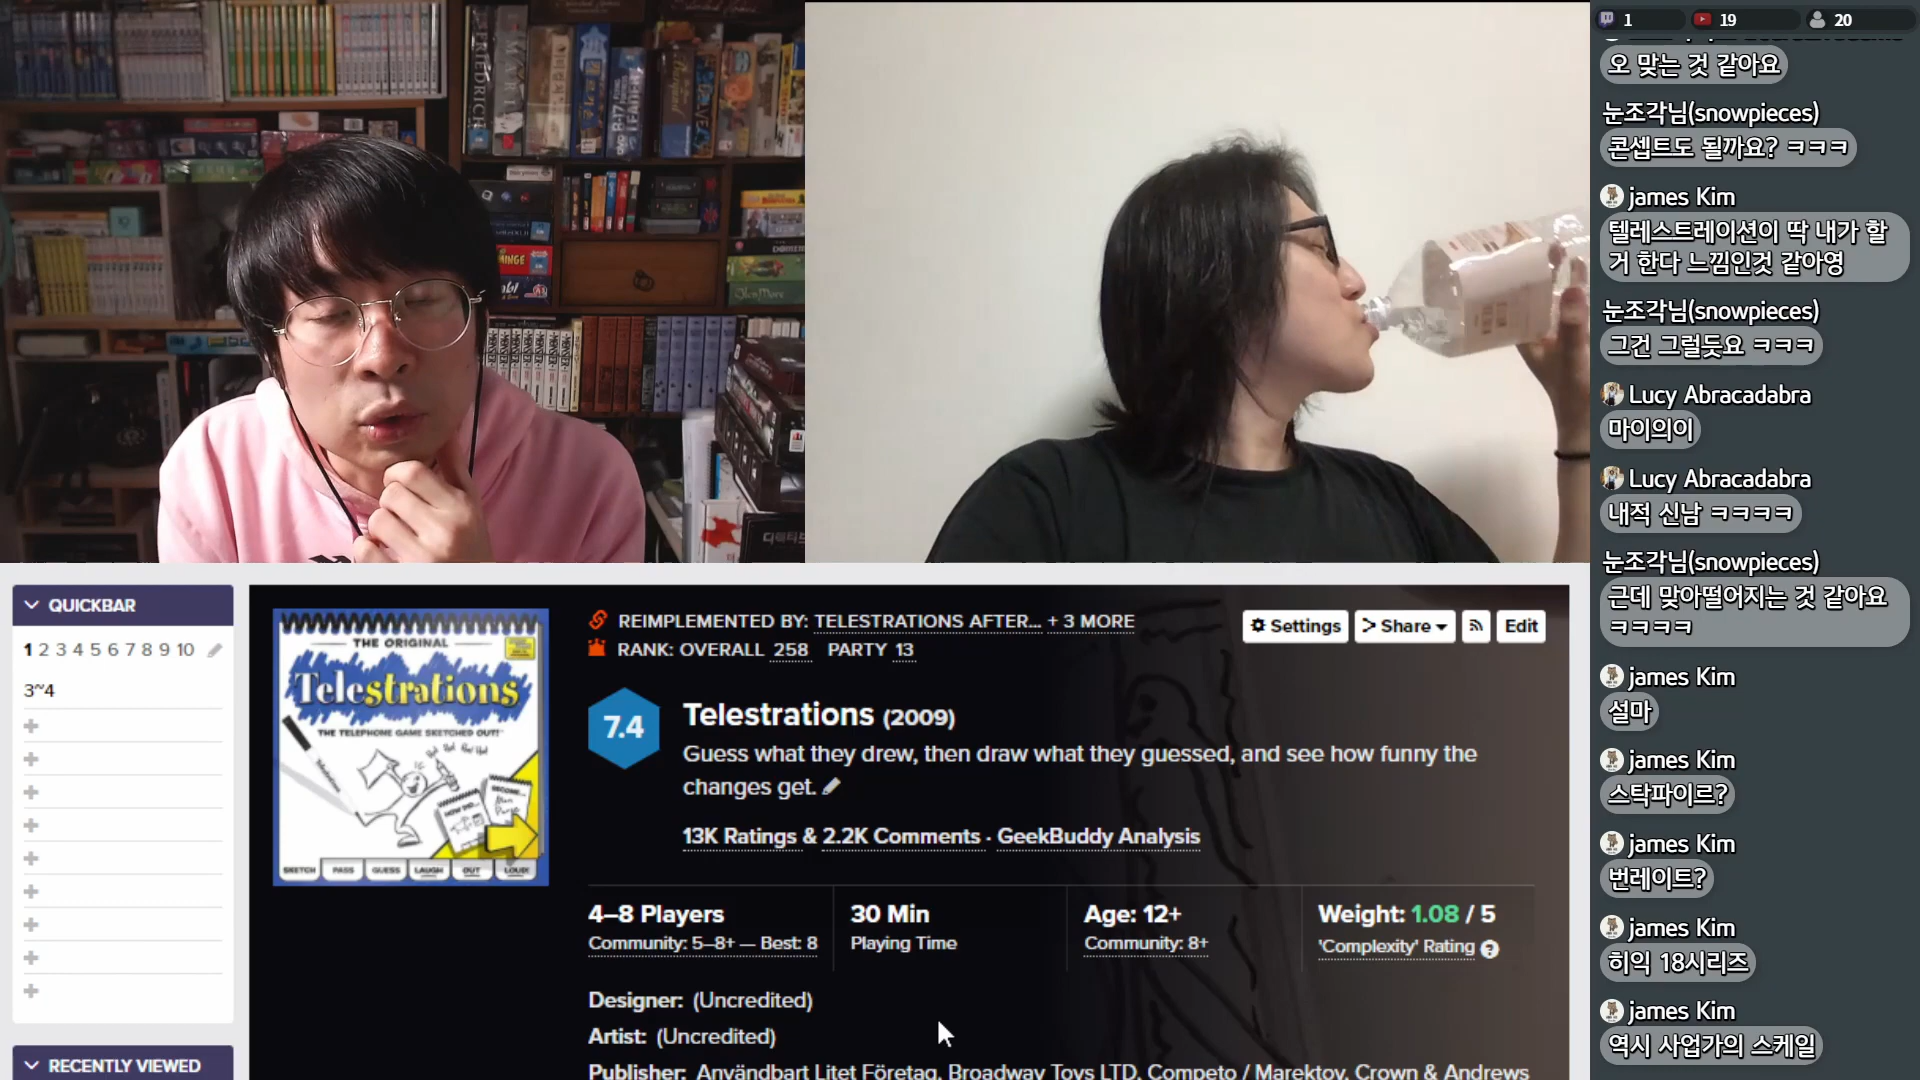 FRIEDRICH
MARIA
B-17
LEADER
MINGE
GlenMore
QUICKBAR
1 2 3 4 5 6 7 8 9 10
3~4
RECENTLY VIEWED
THE ORIGINAL
Telestrations
THE TELEPHONE GAME SKETCHED OUT!
SKETCH PASS GUESS LAUGH OUT LOUD!
REIMPLEMENTED BY: TELESTRATIONS AFTER... + 3 MORE
RANK: OVERALL 258 PARTY 13
Settings
Share
Edit
7.4
Telestrations (2009)
Guess what they drew, then draw what they guessed, and see how funny the
changes get.
13K Ratings & 2.2K Comments · GeekBuddy Analysis
4–8 Players
Community: 5–8+ — Best: 8
30 Min
Playing Time
Age: 12+
Community: 8+
Weight: 1.08 / 5
'Complexity' Rating
Designer: (Uncredited)
Artist: (Uncredited)
Publisher: Användbart Litet Företag, Broadway Toys LTD, Competo / Marektoy, Crown & Andrews
1 19 20
오 맞는 것 같아요
눈조각님(snowpieces)
콘셉트도 될까요? ㅋㅋㅋ
james Kim
텔레스트레이션이 딱 내가 할
거 한다 느낌인것 같아영
눈조각님(snowpieces)
그건 그럴듯요 ㅋㅋㅋ
Lucy Abracadabra
마이의이
Lucy Abracadabra
내적 신남 ㅋㅋㅋㅋ
눈조각님(snowpieces)
근데 맞아떨어지는 것 같아요
ㅋㅋㅋㅋ
james Kim
설마
james Kim
스탁파이르?
james Kim
번레이트?
james Kim
히익 18시리즈
james Kim
역시 사업가의 스케일